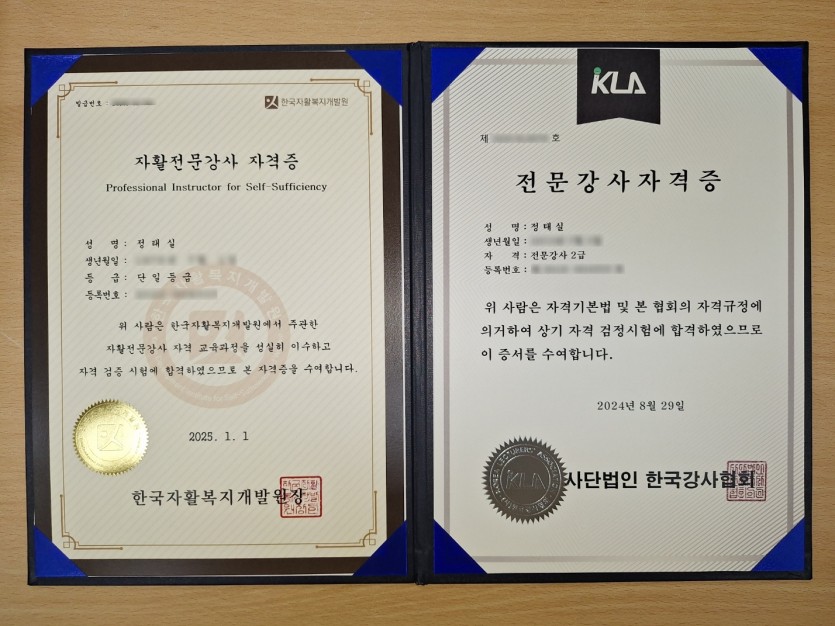 발급번호 :
한국자활복지개발원
자활전문강사 자격증
Professional Instructor for Self-Sufficiency
성 명 : 정 태 실
생년월일 :
등 급 : 단 일 등 급
등록번호 :
위 사람은 한국자활복지개발원에서 주관한
자활전문강사 자격 교육과정을 성실히 이수하고
자격 검증 시험에 합격하였으므로 본 자격증을 수여합니다.
2025. 1. 1
한국자활복지개발원장
KLA
제 호
전문강사자격증
성 명 : 정 태 실
생년월일 :
자 격 : 전문강사 2급
등록번호 :
위 사람은 자격기본법 및 본 협회의 자격규정에
의거하여 상기 자격 검정시험에 합격하였으므로
이 증서를 수여합니다.
2024년 8월 29일
KLA
사단법인 한국강사협회